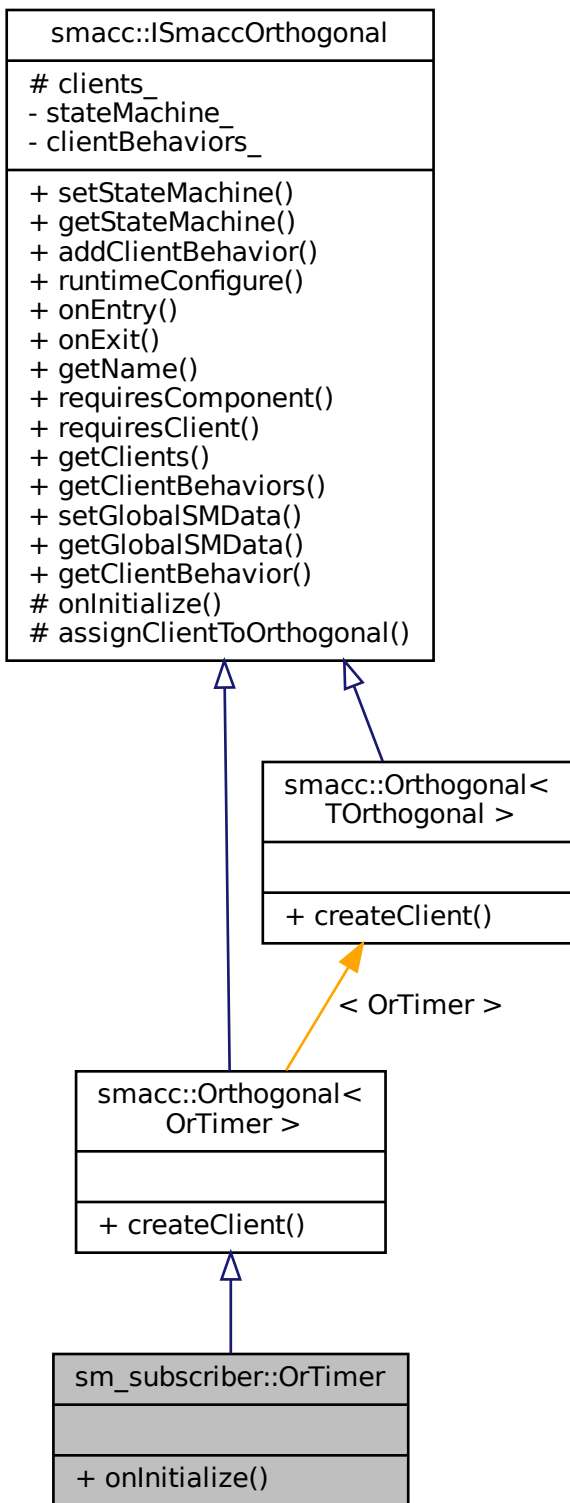 smacc::ISmaccOrthogonal
# clients_
- stateMachine_
- clientBehaviors_
+ setStateMachine()
+ getStateMachine()
+ addClientBehavior()
+ runtimeConfigure()
+ onEntry()
+ onExit()
+ getName()
+ requiresComponent()
+ requiresClient()
+ getClients()
+ getClientBehaviors()
+ setGlobalSMData()
+ getGlobalSMData()
+ getClientBehavior()
# onInitialize()
# assignClientToOrthogonal()
smacc::Orthogonal<
TOrthogonal >
+ createClient()
< OrTimer >
smacc::Orthogonal<
OrTimer >
+ createClient()
sm_subscriber::OrTimer
+ onInitialize()